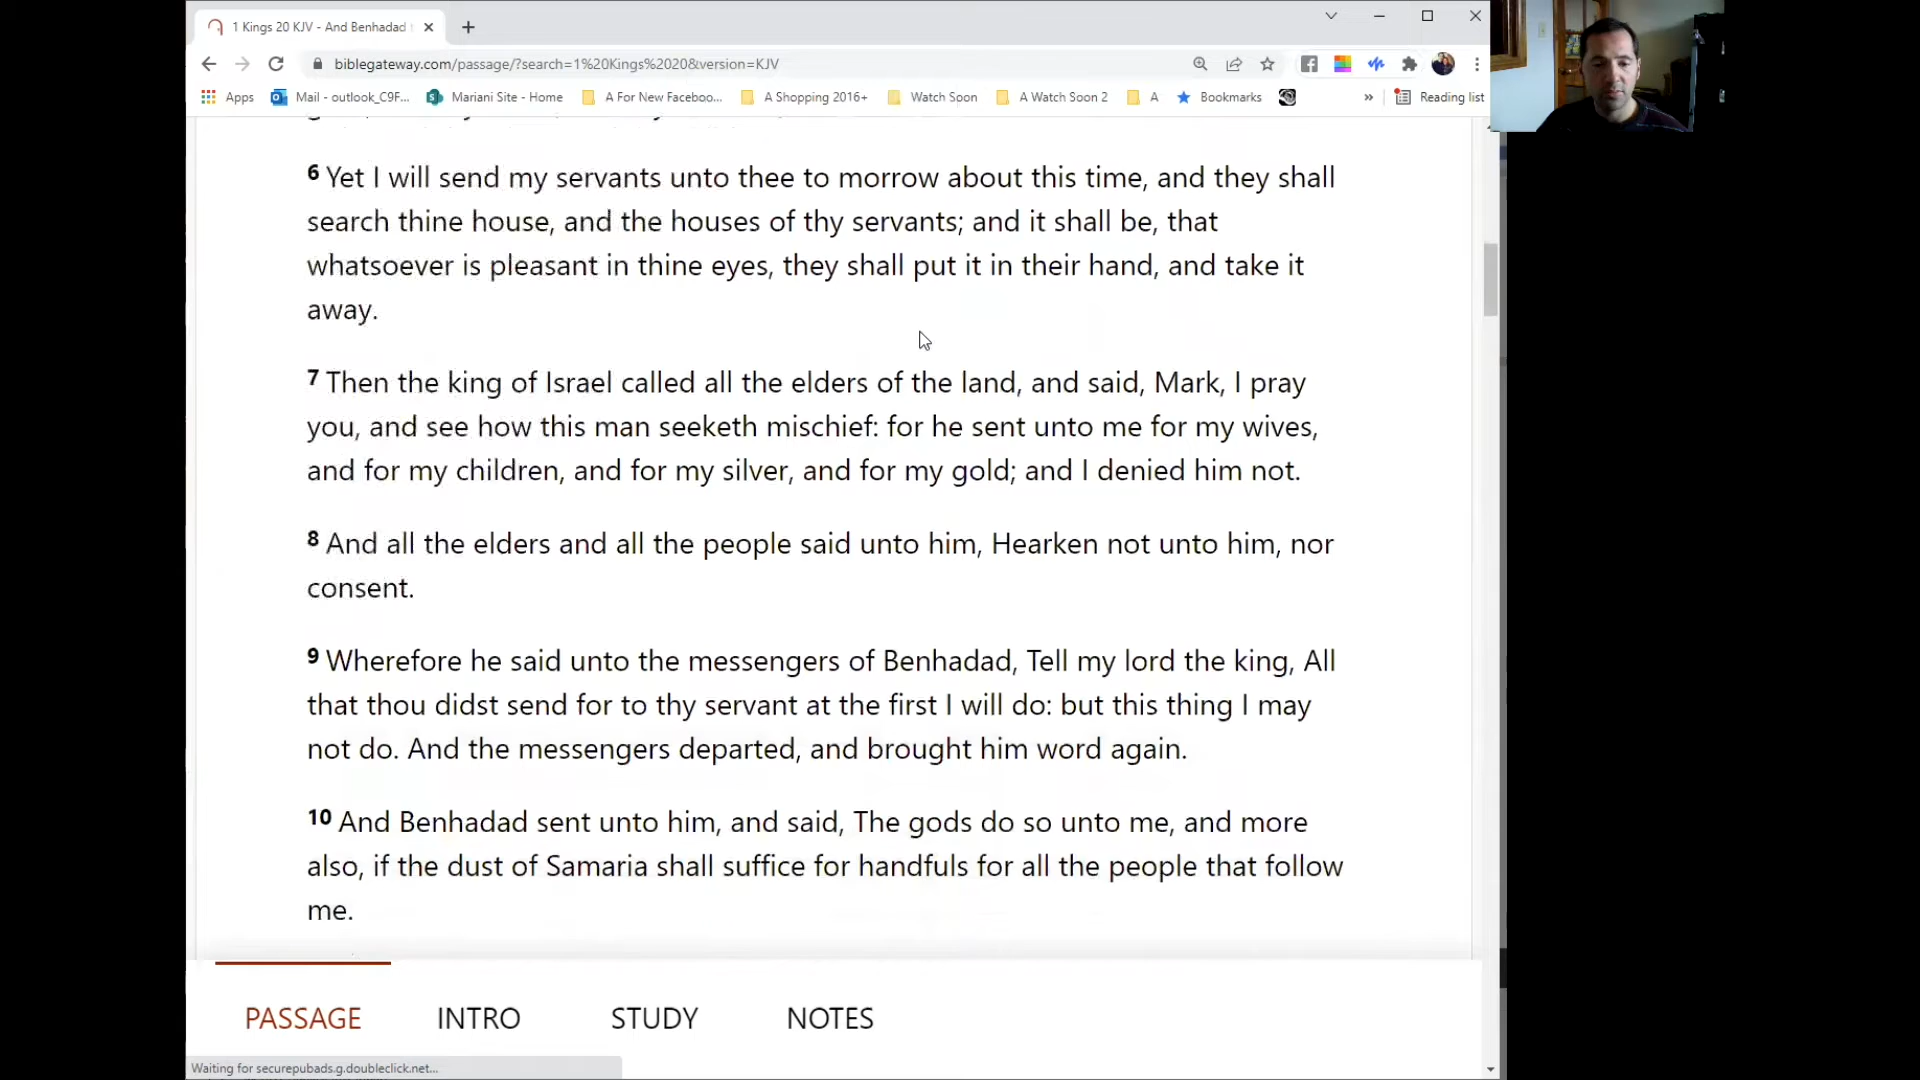 1 Kings 20 KJV - And Benhadad
biblegateway.com/passage/?search=1%20Kings%2020&version=KJV
Apps Mail - outlook_C9F... Mariani Site - Home A For New Faceboo... A Shopping 2016+ Watch Soon A Watch Soon 2 A Bookmarks » Reading list
6 Yet I will send my servants unto thee to morrow about this time, and they shall
search thine house, and the houses of thy servants; and it shall be, that
whatsoever is pleasant in thine eyes, they shall put it in their hand, and take it
away.
7 Then the king of Israel called all the elders of the land, and said, Mark, I pray
you, and see how this man seeketh mischief: for he sent unto me for my wives,
and for my children, and for my silver, and for my gold; and I denied him not.
8 And all the elders and all the people said unto him, Hearken not unto him, nor
consent.
9 Wherefore he said unto the messengers of Benhadad, Tell my lord the king, All
that thou didst send for to thy servant at the first I will do: but this thing I may
not do. And the messengers departed, and brought him word again.
10 And Benhadad sent unto him, and said, The gods do so unto me, and more
also, if the dust of Samaria shall suffice for handfuls for all the people that follow
me.
PASSAGE INTRO STUDY NOTES
Waiting for securepubads.g.doubleclick.net...